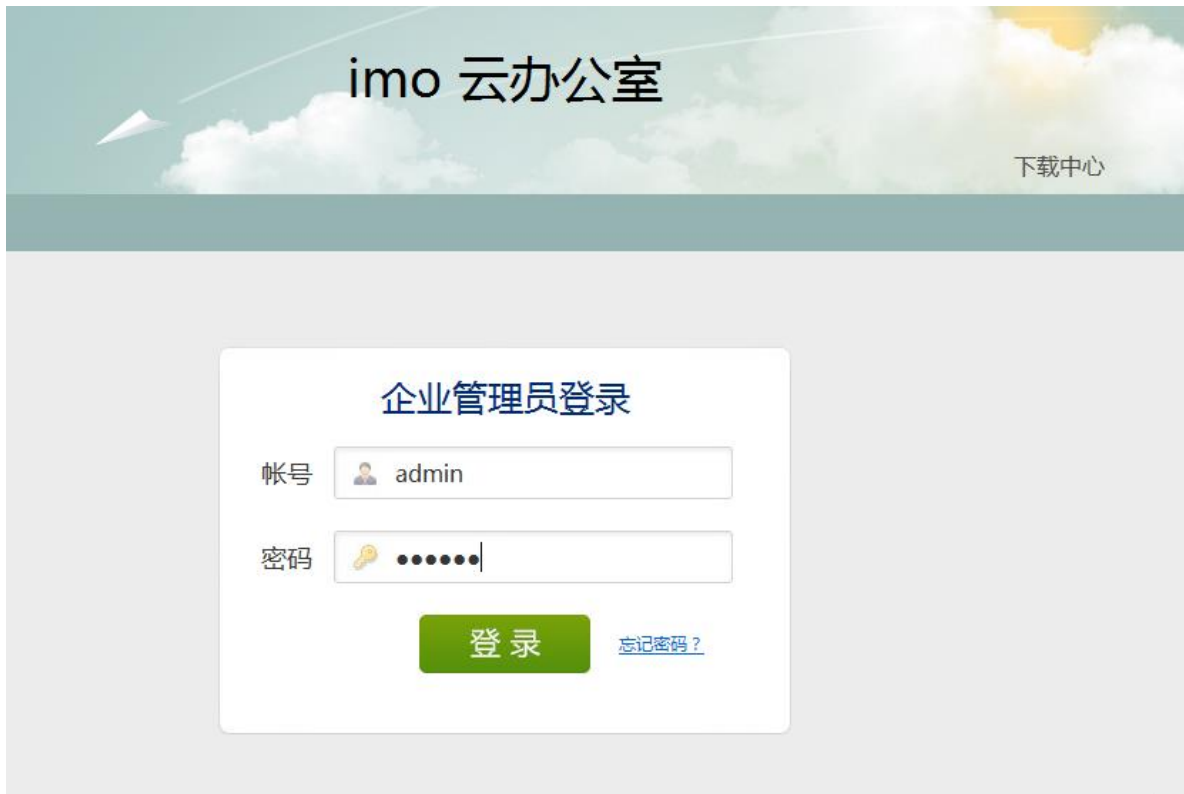 imo 云办公室
下载中心
企业管理员登录
帐号 admin
密码 ••••••
登 录 忘记密码？